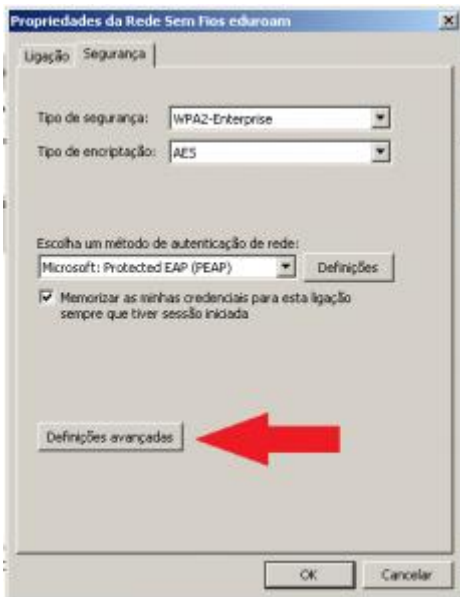 Propriedades da Rede Sem Fios eduroam
Ligação Segurança
Tipo de segurança: WPA2-Enterprise
Tipo de encriptação: AES
Escolha um método de autenticação de rede:
Microsoft: Protected EAP (PEAP) Definições
Memorizar as minhas credenciais para esta ligação
sempre que tiver sessão iniciada
Definições avançadas
OK Cancelar